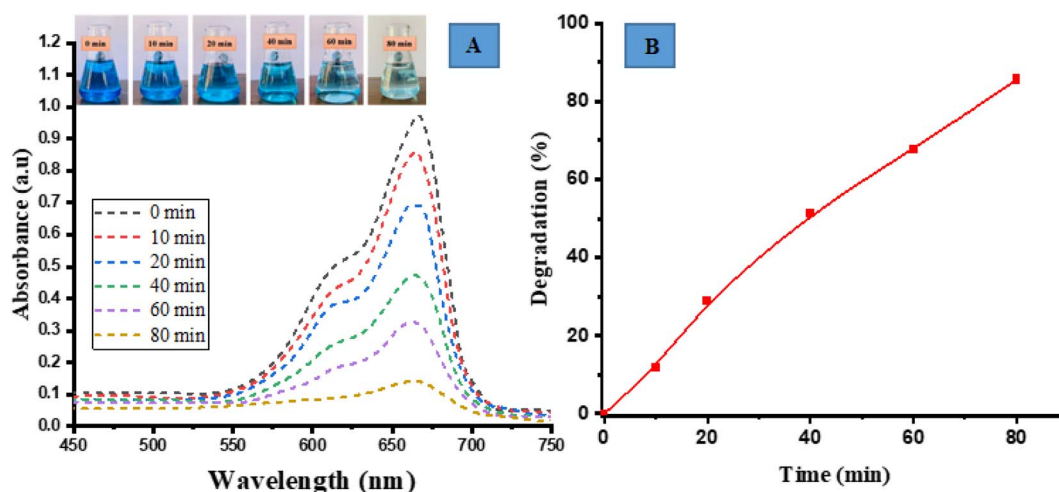 0 min
10 min
20 min
40 min
60 min
80 min
A
1.2
1.1
1.0
0.9
0.8
0.7
0.6
0.5
0.4
0.3
0.2
0.1
0.0
Absorbance (a.u)
0 min
10 min
20 min
40 min
60 min
80 min
450 500 550 600 650 700 750
Wavelength (nm)
B
100
80
60
40
20
0
Degradation (%)
0 20 40 60 80
Time (min)